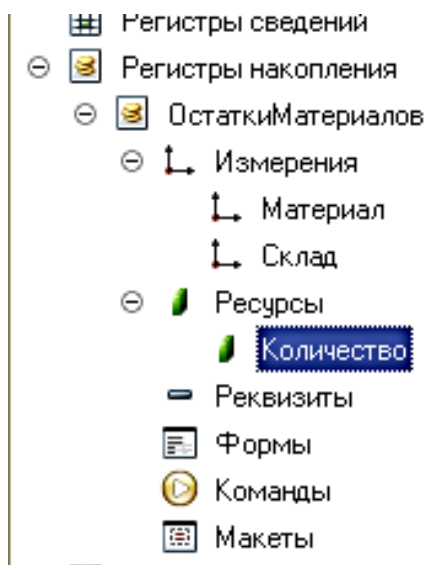 Регистры сведений
Регистры накопления
ОстаткиМатериалов
Измерения
Материал
Склад
Ресурсы
Количество
Реквизиты
Формы
Команды
Макеты